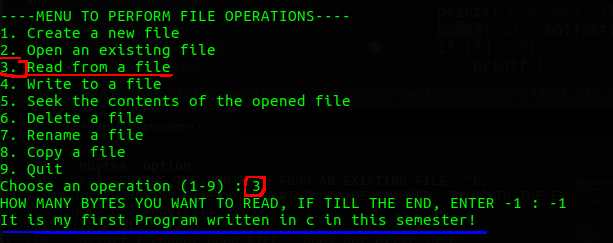 ----MENU TO PERFORM FILE OPERATIONS----
1. Create a new file
2. Open an existing file
3. Read from a file
4. Write to a file
5. Seek the contents of the opened file
6. Delete a file
7. Rename a file
8. Copy a file
9. Quit
Choose an operation (1-9) : 3
HOW MANY BYTES YOU WANT TO READ, IF TILL THE END, ENTER -1 : -1
It is my first Program written in c in this semester!